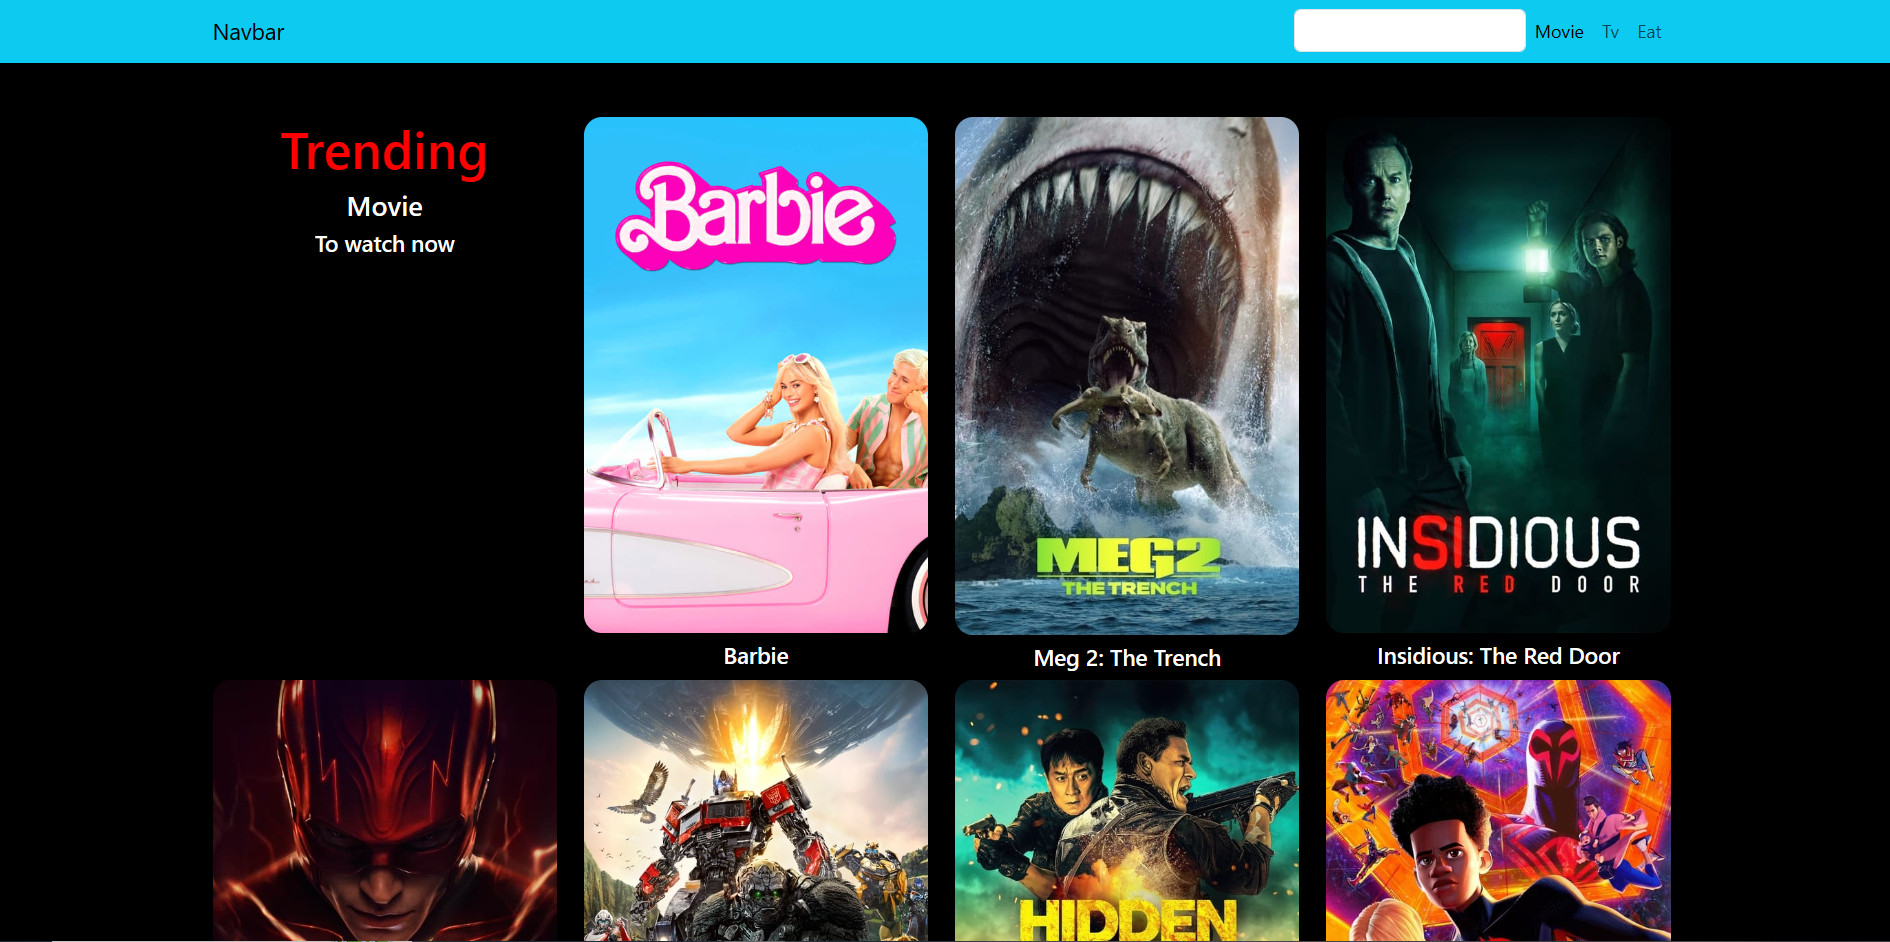 Navbar
Movie
Tv
Eat
Trending
Movie
To watch now
Barbie
MEG2
THE TRENCH
INSIDIOUS
THE RED DOOR
Barbie
Meg 2: The Trench
Insidious: The Red Door
HIDDEN